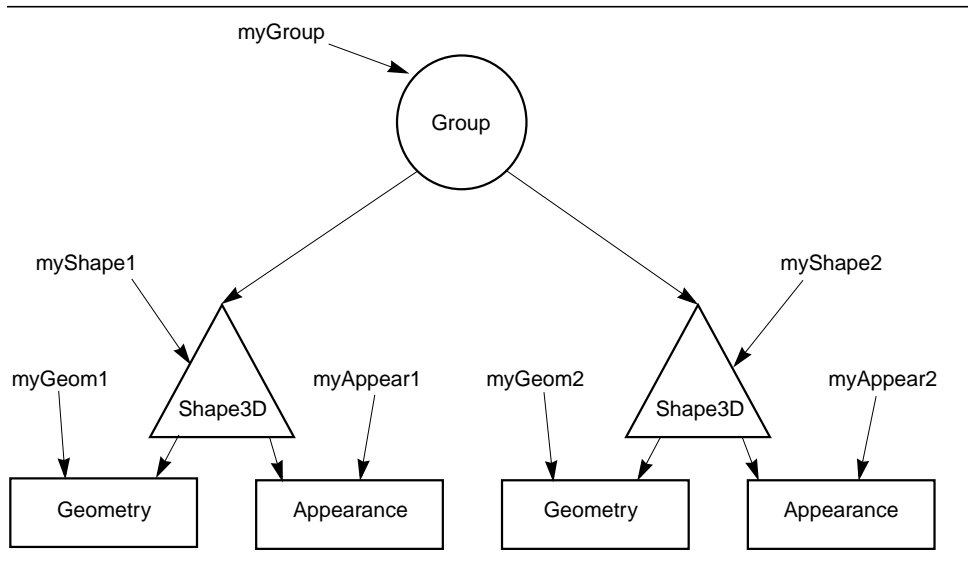 myGroup
Group
myShape1
myShape2
myGeom1
myAppear1
myGeom2
myAppear2
Shape3D
Shape3D
Geometry
Appearance
Geometry
Appearance